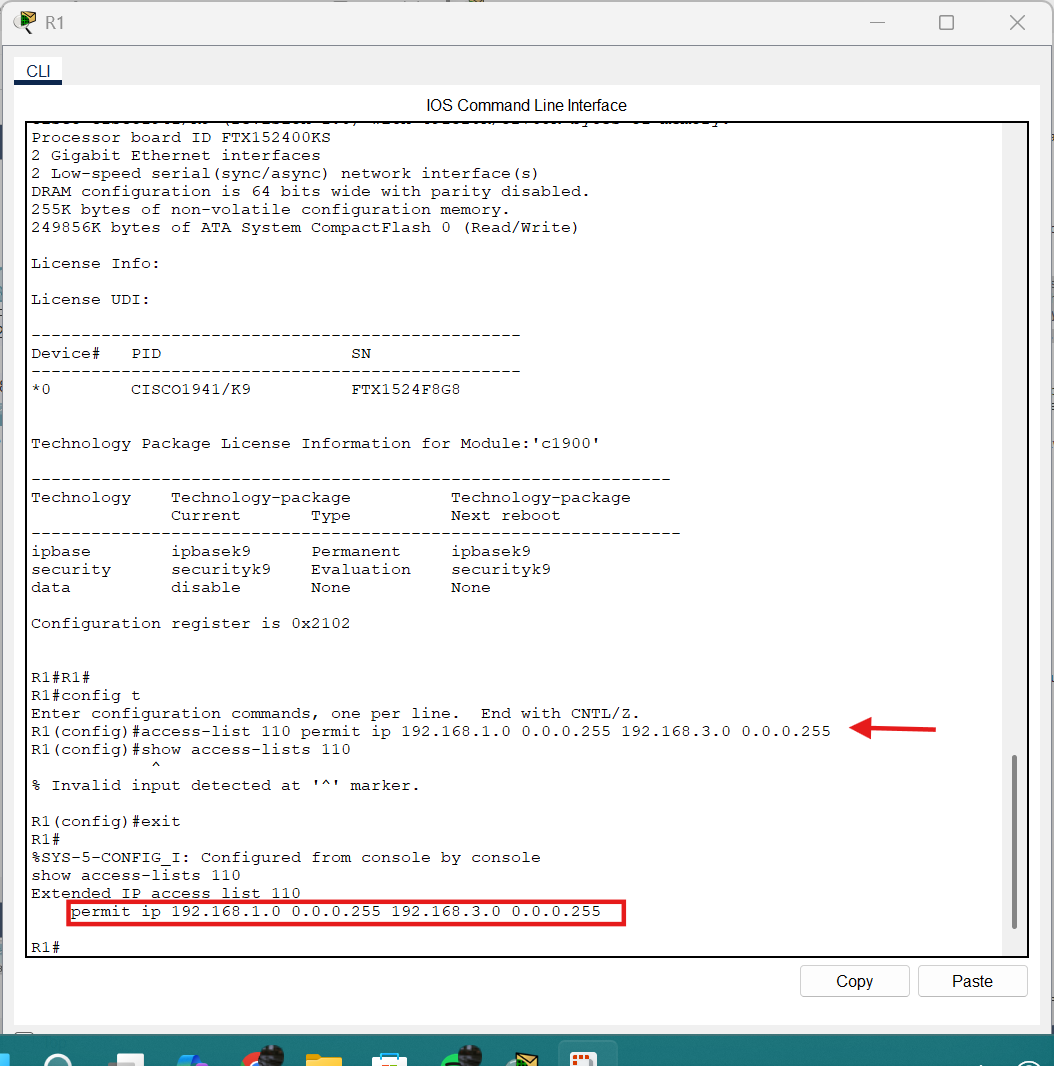 R1
CLI
IOS Command Line Interface
Processor board ID FTX152400KS
2 Gigabit Ethernet interfaces
2 Low-speed serial(sync/async) network interface(s)
DRAM configuration is 64 bits wide with parity disabled.
255K bytes of non-volatile configuration memory.
249856K bytes of ATA System CompactFlash 0 (Read/Write)
License Info:
License UDI:
-------------------------------------------------
Device#   PID                   SN
-------------------------------------------------
*0        CISCO1941/K9          FTX1524F8G8
Technology Package License Information for Module:'c1900'
----------------------------------------------------------------
Technology    Technology-package          Technology-package
              Current       Type          Next reboot
-----------------------------------------------------------------
ipbase        ipbasek9      Permanent     ipbasek9
security      securityk9    Evaluation    securityk9
data          disable       None          None
Configuration register is 0x2102
R1#R1#
R1#config t
Enter configuration commands, one per line.  End with CNTL/Z.
R1(config)#access-list 110 permit ip 192.168.1.0 0.0.0.255 192.168.3.0 0.0.0.255
R1(config)#show access-lists 110
            ^
% Invalid input detected at '^' marker.
R1(config)#exit
R1#
%SYS-5-CONFIG_I: Configured from console by console
show access-lists 110
Extended IP access list 110
    permit ip 192.168.1.0 0.0.0.255 192.168.3.0 0.0.0.255
R1#
Copy
Paste